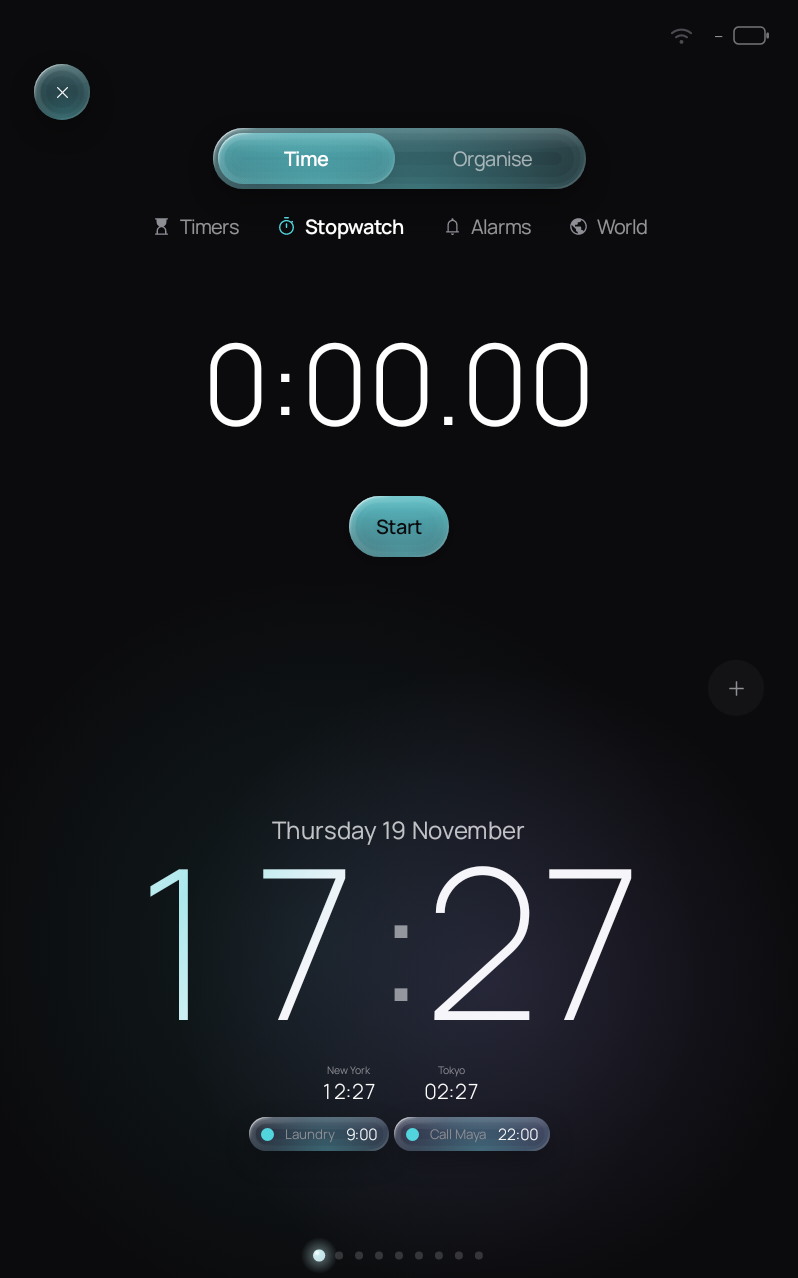 Time Organise
Timers Stopwatch Alarms World
0:00.00
Start
Thursday 19 November
17:27
New York Tokyo
12:27 02:27
Laundry 9:00 Call Maya 22:00